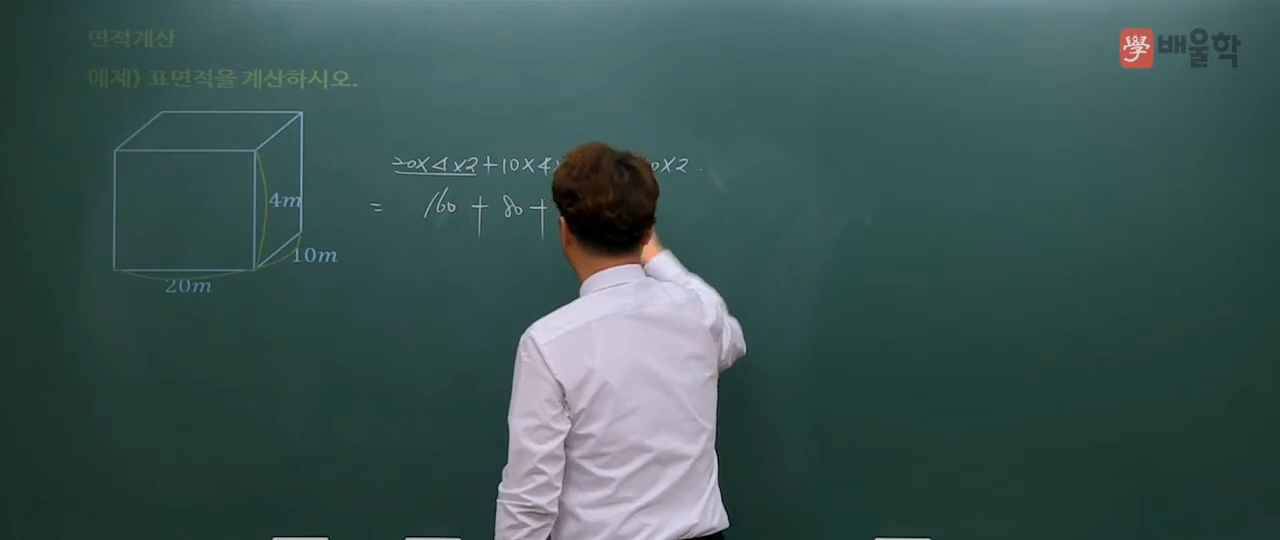 면적계산
學 배울학
예제) 표면적을 계산하시오.
20×4×2+10×4 0×2.
4m
= 160 + 80 +
10m
20m